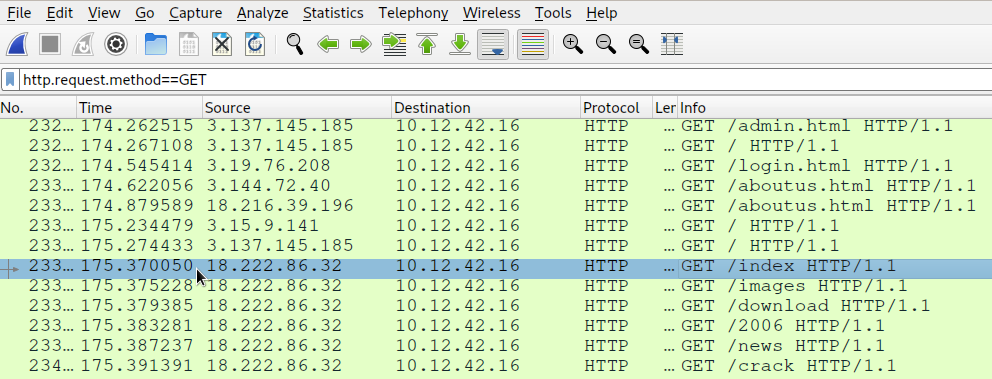 File Edit View Go Capture Analyze Statistics Telephony Wireless Tools Help
http.request.method==GET
No. Time Source Destination Protocol Ler Info
232… 174.262515 3.137.145.185 10.12.42.16 HTTP … GET /admin.html HTTP/1.1
232… 174.267108 3.137.145.185 10.12.42.16 HTTP … GET / HTTP/1.1
232… 174.545414 3.19.76.208 10.12.42.16 HTTP … GET /login.html HTTP/1.1
233… 174.622056 3.144.72.40 10.12.42.16 HTTP … GET /aboutus.html HTTP/1.1
233… 174.879589 18.216.39.196 10.12.42.16 HTTP … GET /aboutus.html HTTP/1.1
233… 175.234479 3.15.9.141 10.12.42.16 HTTP … GET / HTTP/1.1
233… 175.274433 3.137.145.185 10.12.42.16 HTTP … GET / HTTP/1.1
233… 175.370050 18.222.86.32 10.12.42.16 HTTP … GET /index HTTP/1.1
233… 175.375228 18.222.86.32 10.12.42.16 HTTP … GET /images HTTP/1.1
233… 175.379385 18.222.86.32 10.12.42.16 HTTP … GET /download HTTP/1.1
233… 175.383281 18.222.86.32 10.12.42.16 HTTP … GET /2006 HTTP/1.1
233… 175.387237 18.222.86.32 10.12.42.16 HTTP … GET /news HTTP/1.1
234… 175.391391 18.222.86.32 10.12.42.16 HTTP … GET /crack HTTP/1.1